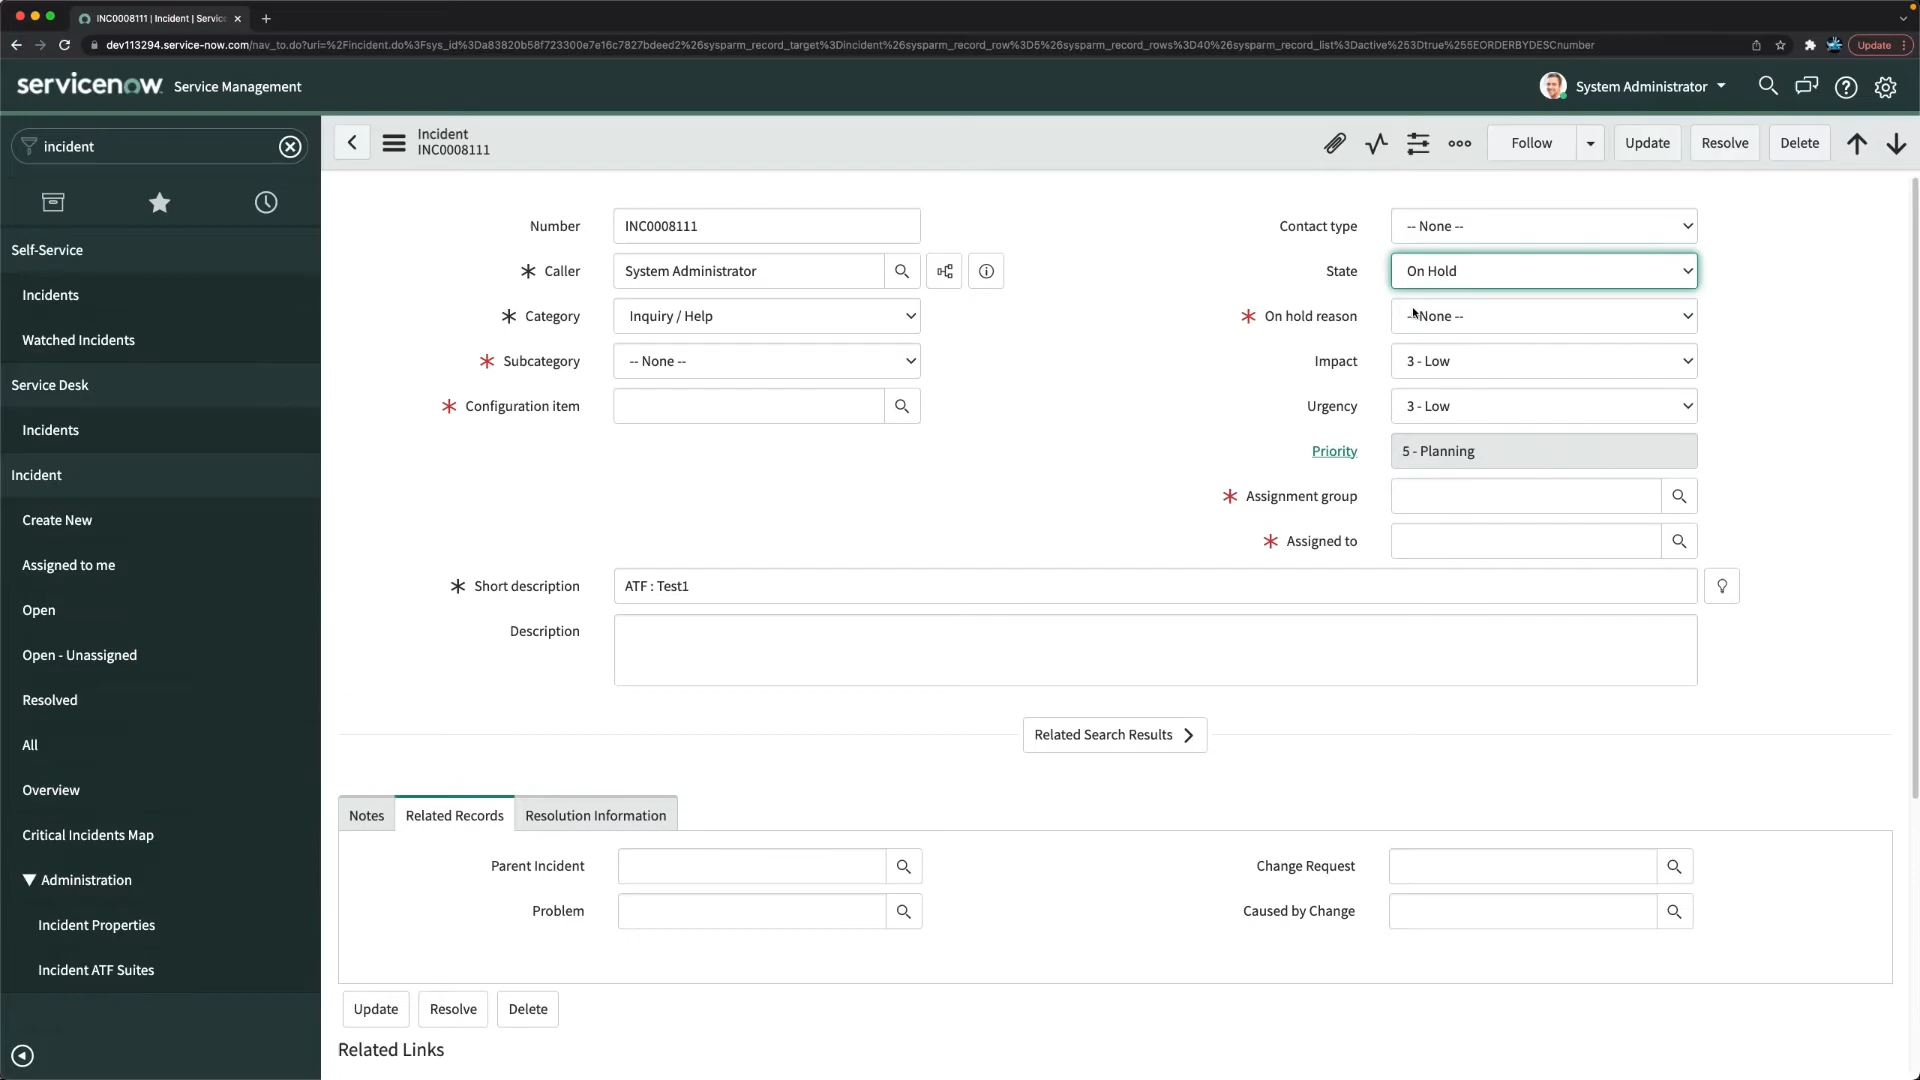 INC0008111 | Incident | Servic
dev113294.service-now.com/nav_to.do?url=%2Fincident.do%3Fsys_id%3Da83820b58f723300e7e16c7827bdeed2%26sysparm_record_target%3Dincident%26sysparm_record_row%3D5%26sysparm_record_rows%3D40%26sysparm_record_list%3Dactive%253Dtrue%255EORDERBYDESCnumber
Update
servicenow Service Management
System Administrator
incident
Incident
INC0008111
Follow
Update
Resolve
Delete
Self-Service
Incidents
Watched Incidents
Service Desk
Incidents
Incident
Create New
Assigned to me
Open
Open - Unassigned
Resolved
All
Overview
Critical Incidents Map
Administration
Incident Properties
Incident ATF Suites
Number INC0008111
Caller System Administrator
Category Inquiry / Help
Subcategory -- None --
Configuration item
Contact type -- None --
State On Hold
On hold reason -- None --
Impact 3 - Low
Urgency 3 - Low
Priority 5 - Planning
Assignment group
Assigned to
Short description ATF : Test1
Description
Related Search Results
Notes Related Records Resolution Information
Parent Incident
Change Request
Problem
Caused by Change
Update Resolve Delete
Related Links